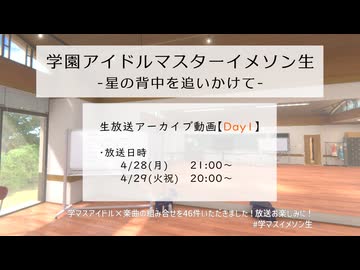 学園アイドルマスターイメソン生
-星の背中を追いかけて-
生放送アーカイブ動画【Day1】
・放送日時
4/28(月) 21:00～
4/29(火祝) 20:00～
学マスアイドル×楽曲の組み合せを46件いただきました！放送お楽しみに！
#学マスイメソン生